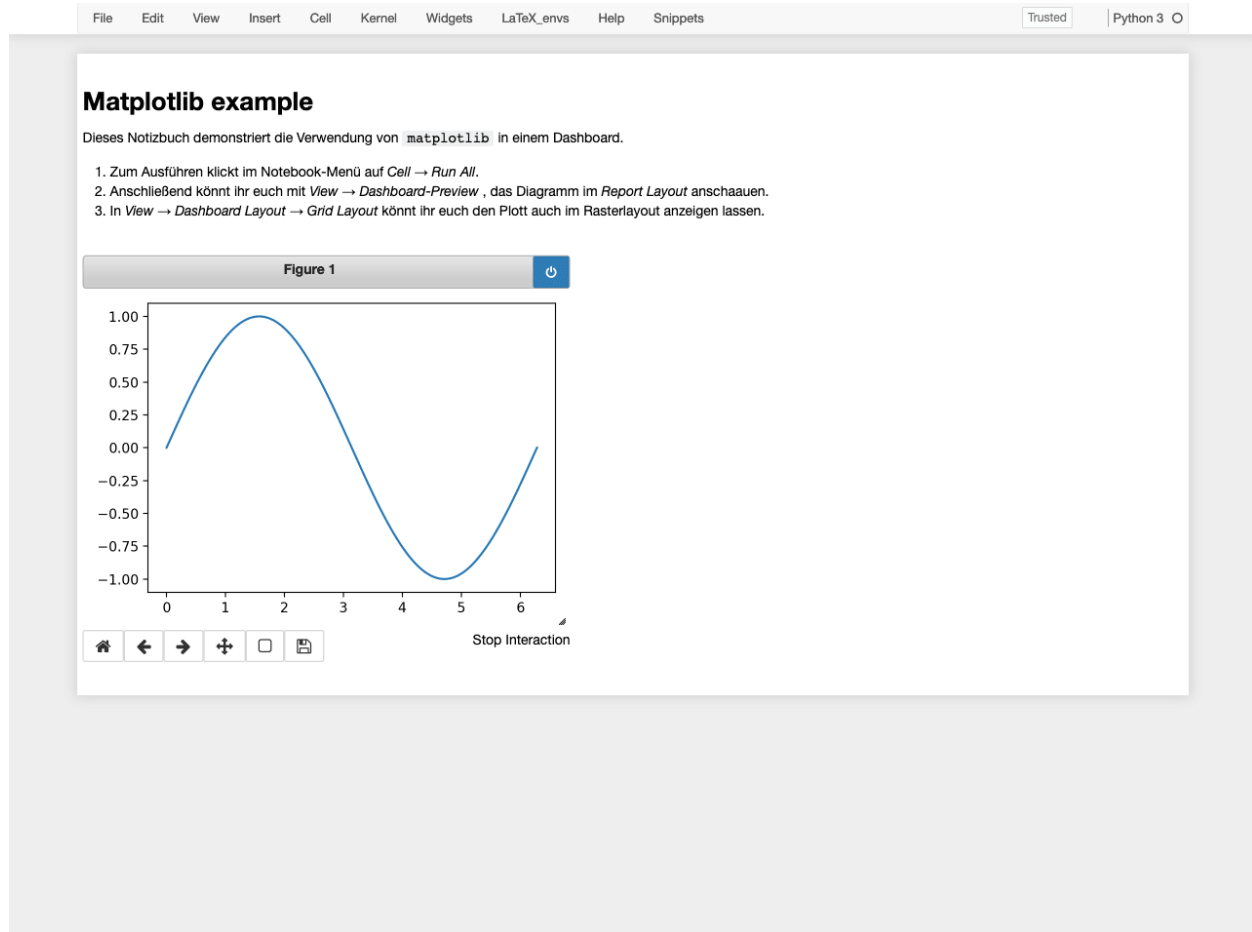 File Edit View Insert Cell Kernel Widgets LaTeX_envs Help Snippets Trusted Python 3
Matplotlib example
Dieses Notizbuch demonstriert die Verwendung von matplotlib in einem Dashboard.
1. Zum Ausführen klickt im Notebook-Menü auf Cell → Run All.
2. Anschließend könnt ihr euch mit View → Dashboard-Preview , das Diagramm im Report Layout anschaauen.
3. In View → Dashboard Layout → Grid Layout könnt ihr euch den Plott auch im Rasterlayout anzeigen lassen.
Figure 1
1.00
0.75
0.50
0.25
0.00
−0.25
−0.50
−0.75
−1.00
0 1 2 3 4 5 6
Stop Interaction